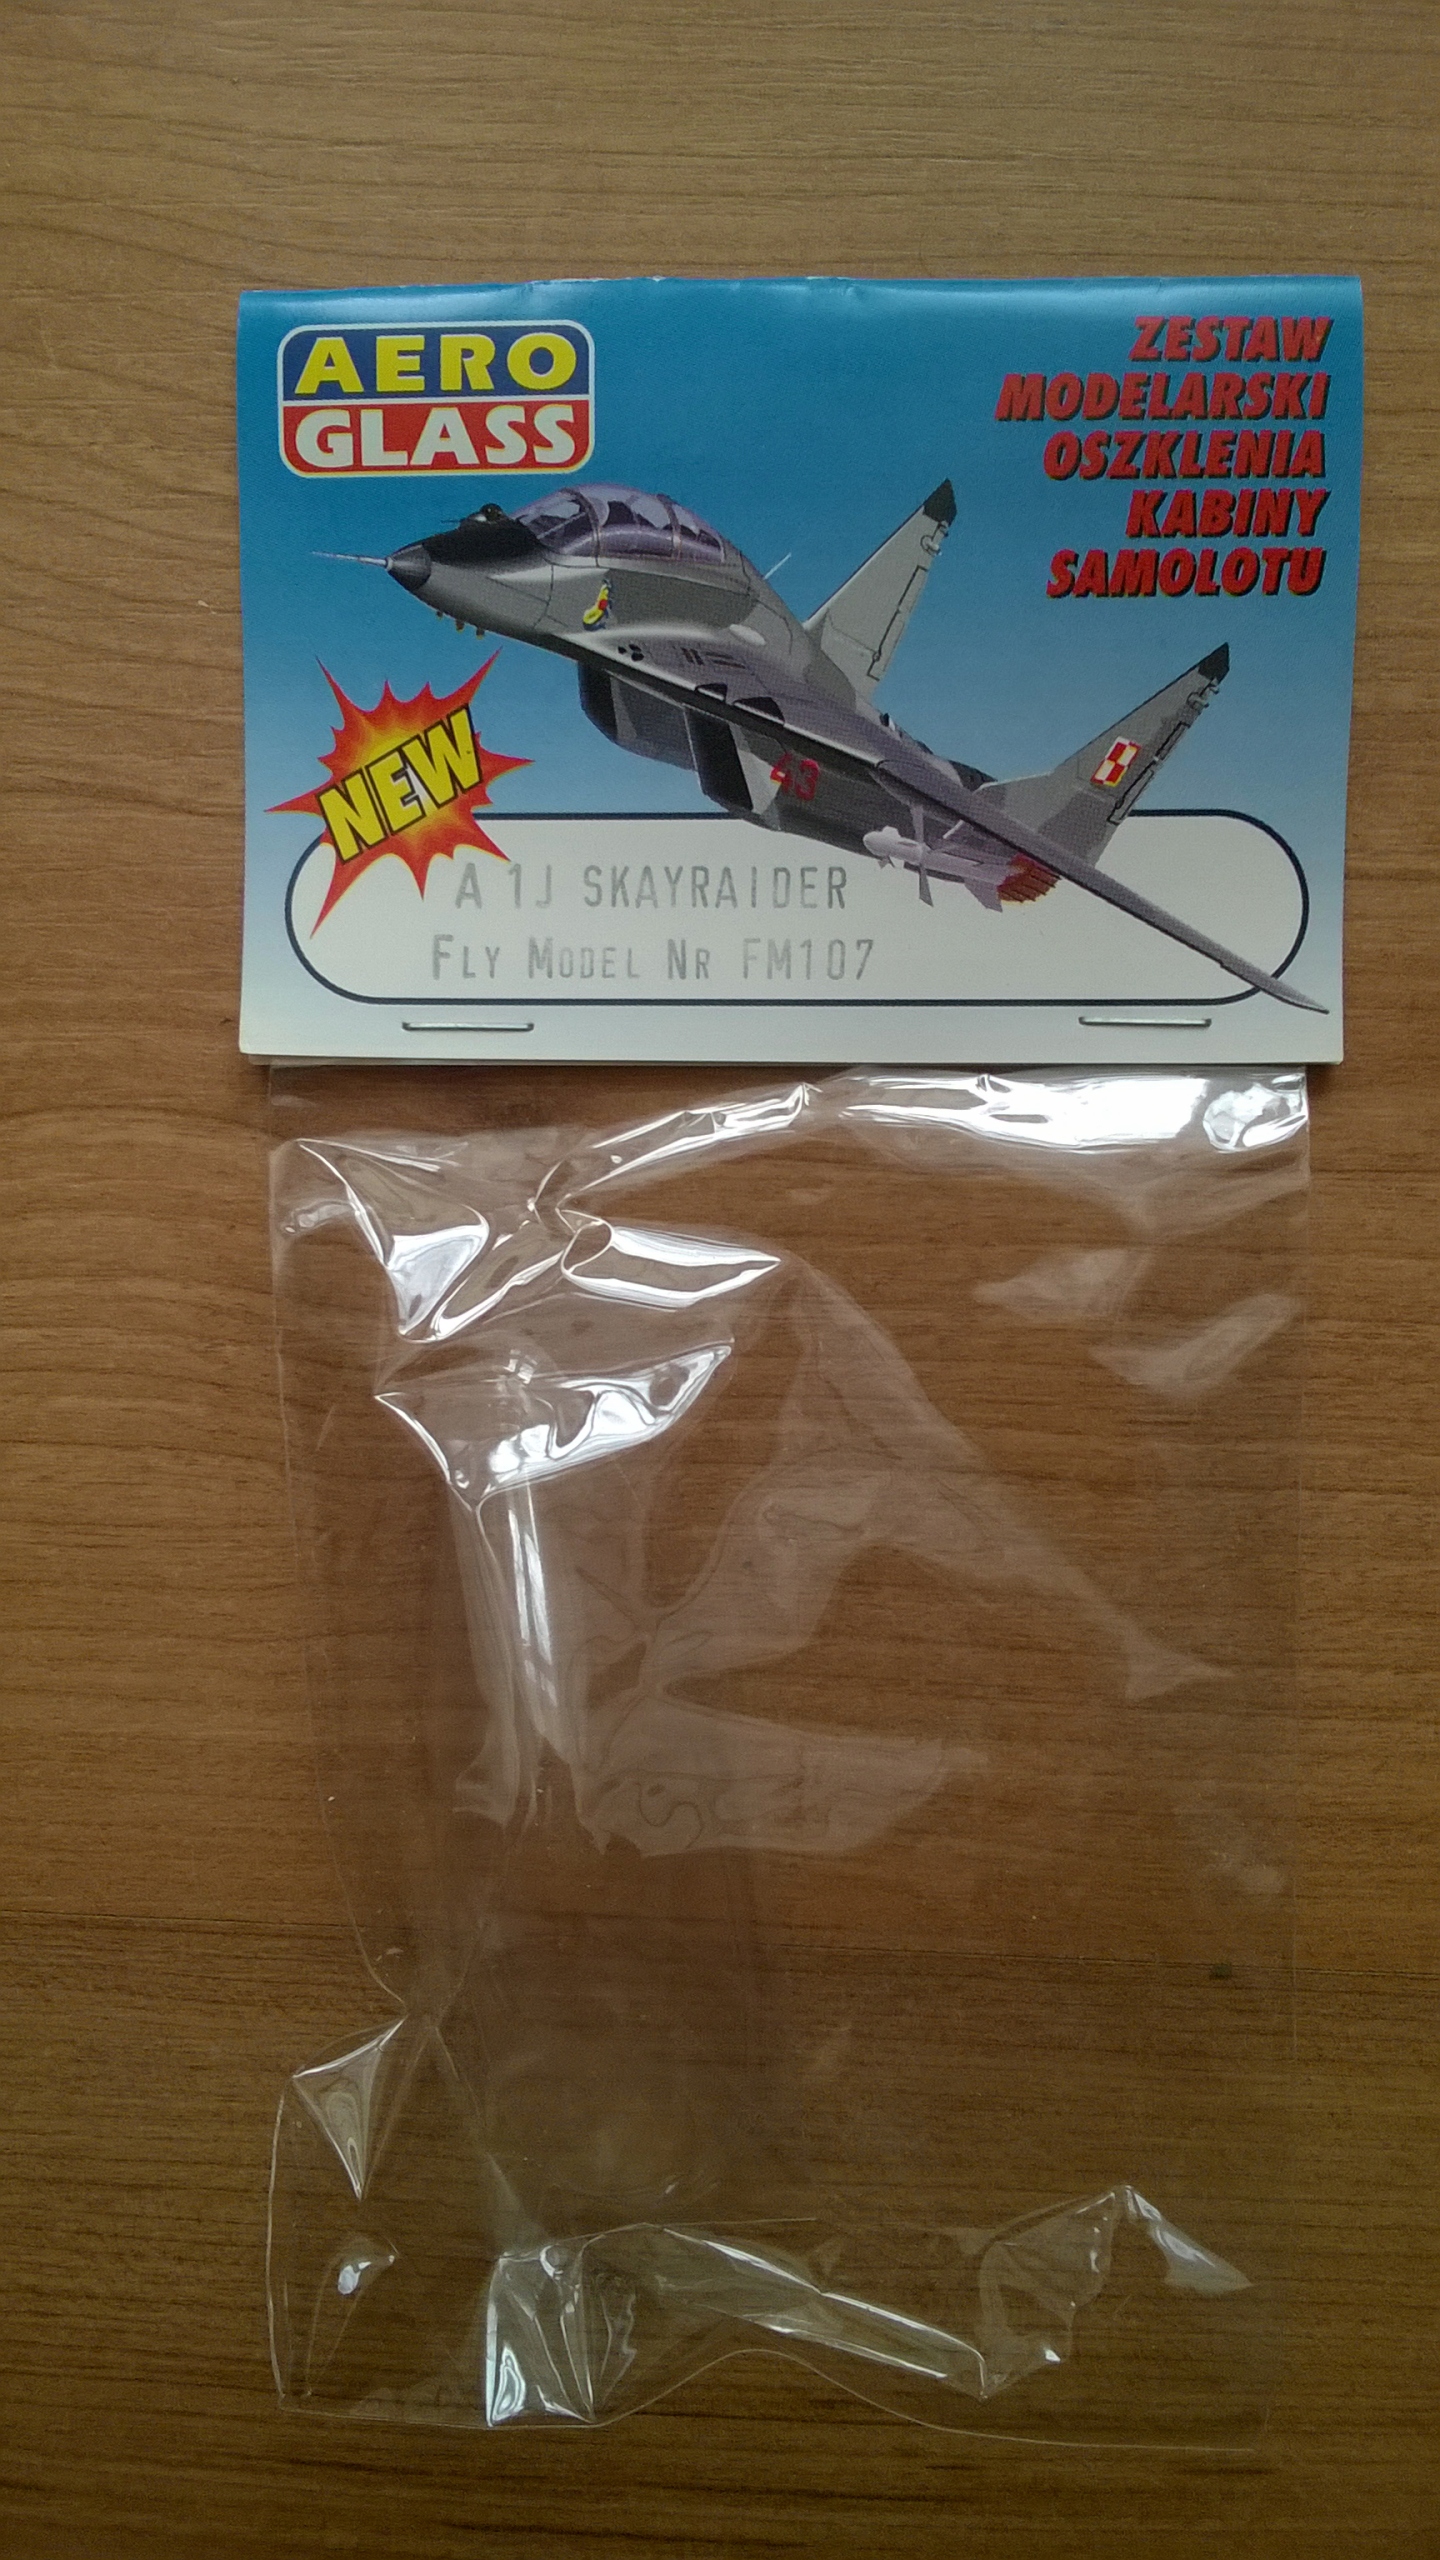 AERO
GLASS
ZESTAW
MODELARSKI
OSZKLENIA
KABINY
SAMOLOTU
NEW
43
A 1J SKAYRAIDER
FLY MODEL NR FM107